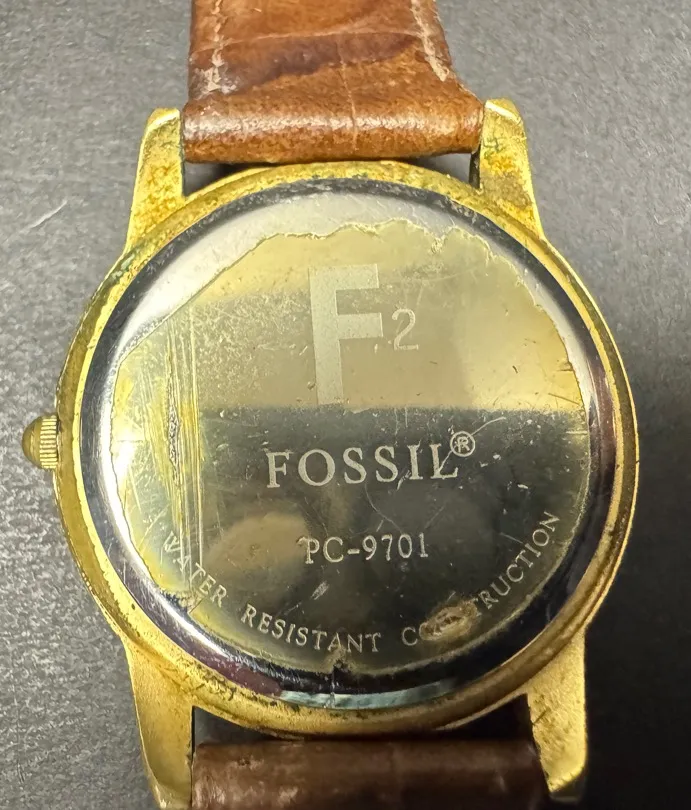 F2
FOSSIL®
PC-9701
WATER RESISTANT CONSTRUCTION